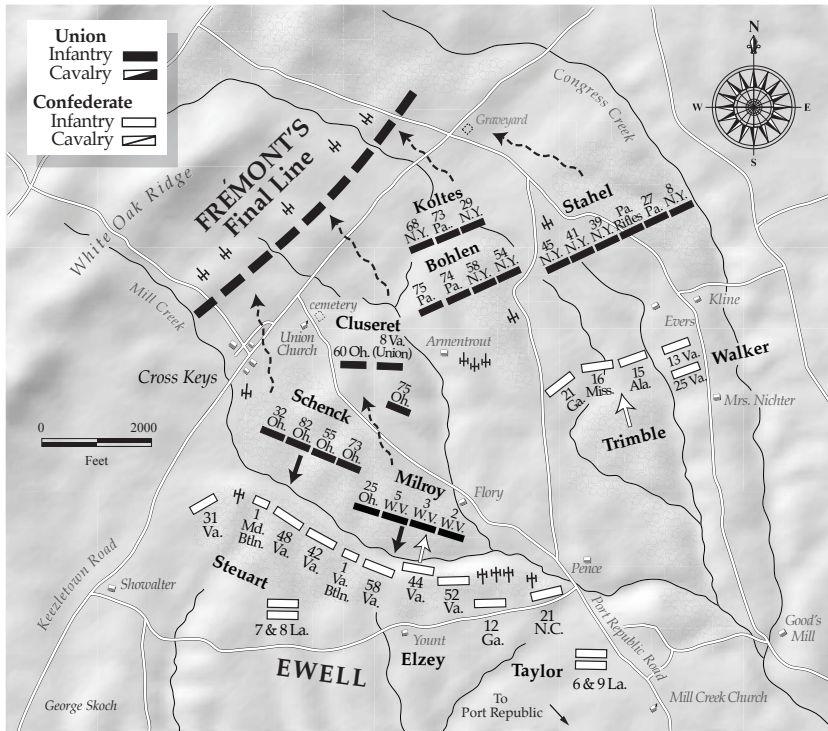 Union
Infantry
Cavalry
Confederate
Infantry
Cavalry
N
W
E
S
Congress Creek
Graveyard
FRÉMONT'S
Final Line
White Oak Ridge
Mill Creek
Koltes
68 N.Y.
73 Pa.
29 N.Y.
Stahel
45 N.Y.
41 N.Y.
39 N.Y.
Pa. Rifles
27 Pa.
8 N.Y.
Bohlen
75 Pa.
74 Pa.
58 N.Y.
54 N.Y.
cemetery
Union
Church
Cluseret
60 Oh.
8 Va.
(Union)
75
Oh.
Armentrout
Kline
Evers
Cross Keys
Walker
13 Va.
25 Va.
21
Ga.
16
Miss.
15
Ala.
Mrs. Nichter
Trimble
Schenck
32
Oh.
82
Oh.
55
Oh.
73
Oh.
0
2000
Feet
Milroy
25
Oh.
5
W.V.
3
W.V.
2
W.V.
Flory
31
Va.
1
Md.
Btln.
48
Va.
42
Va.
1
Va.
Btln.
58
Va.
44
Va.
52
Va.
12
Ga.
21
N.C.
Pence
Steuart
Keezletown Road
Showalter
7 & 8 La.
Yount
Elzey
EWELL
Taylor
6 & 9 La.
Port Republic Road
Good's
Mill
Mill Creek Church
George Skoch
To
Port Republic